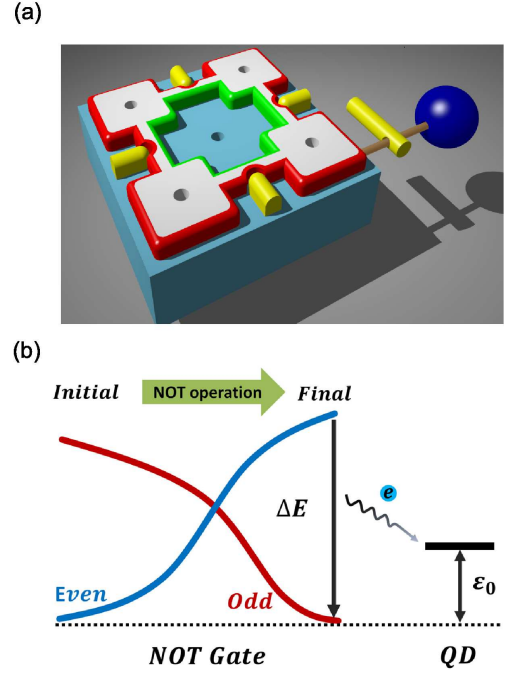 (a)
(b)
Initial NOT operation Final
ΔE
e
Even
Odd
ε₀
NOT Gate
QD